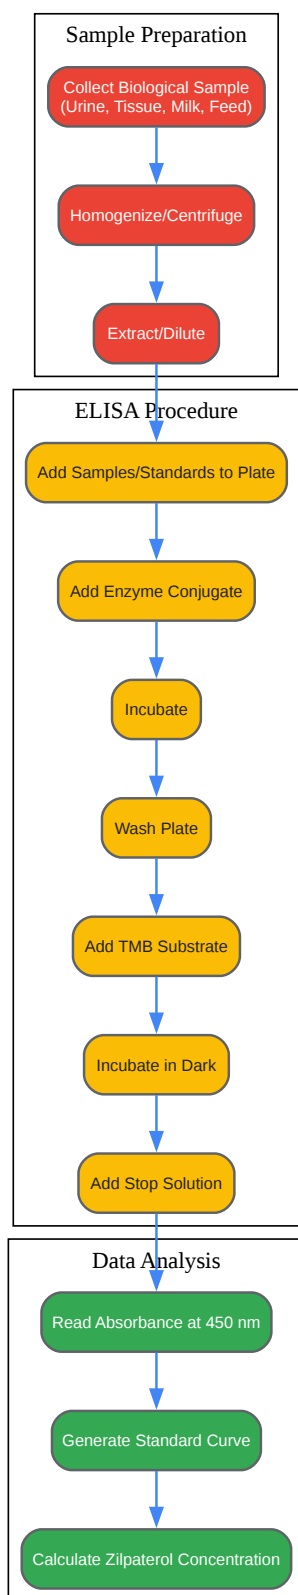 Sample Preparation
Collect Biological Sample
(Urine, Tissue, Milk, Feed)
Homogenize/Centrifuge
Extract/Dilute
ELISA Procedure
Add Samples/Standards to Plate
Add Enzyme Conjugate
Incubate
Wash Plate
Add TMB Substrate
Incubate in Dark
Add Stop Solution
Data Analysis
Read Absorbance at 450 nm
Generate Standard Curve
Calculate Zilpaterol Concentration